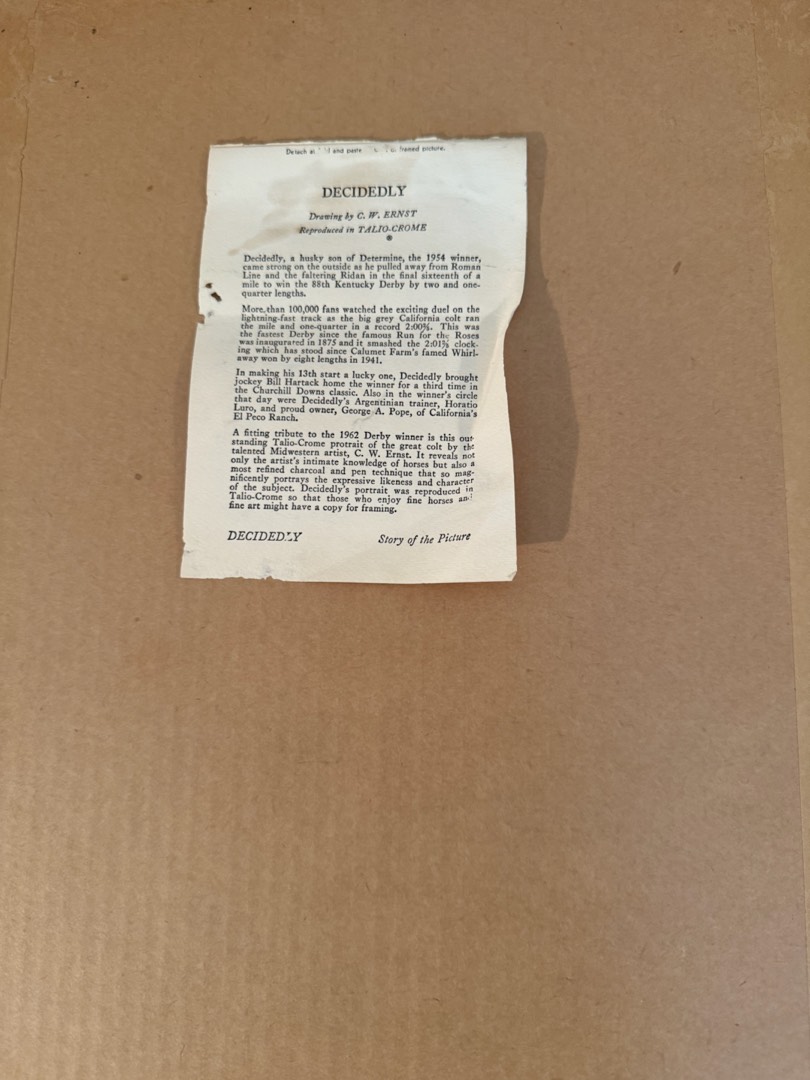 Detach and paste framed picture.
DECIDEDLY
Drawing by C. W. ERNST
Reproduced in TALIO-CROME
Decidedly, a husky son of Determine, the 1954 winner,
came strong on the outside as he pulled away from Roman
Line and the faltering Ridan in the final sixteenth of a
mile to win the 88th Kentucky Derby by two and one-
quarter lengths.
More than 100,000 fans watched the exciting duel on the
lightning-fast track as the big grey California colt ran
the mile and one-quarter in a record 2:00⅖. This was
the fastest Derby since the famous Run for the Roses
was inaugurated in 1875 and it smashed the 2:01⅖ clock-
ing which has stood since Calumet Farm's famed Whirl-
away won by eight lengths in 1941.
In making his 13th start a lucky one, Decidedly brought
jockey Bill Hartack home the winner for a third time in
the Churchill Downs classic. Also in the winner's circle
that day were Decidedly's Argentinian trainer, Horatio
Luro, and proud owner, George A. Pope, of California's
El Peco Ranch.
A fitting tribute to the 1962 Derby winner is this out-
standing Talio-Crome protrait of the great colt by the
talented Midwestern artist, C. W. Ernst. It reveals not
only the artist's intimate knowledge of horses but also a
most refined charcoal and pen technique that so mag-
nificently portrays the expressive likeness and character
of the subject. Decidedly's portrait was reproduced in
Talio-Crome so that those who enjoy fine horses and
fine art might have a copy for framing.
DECIDEDLY Story of the Picture